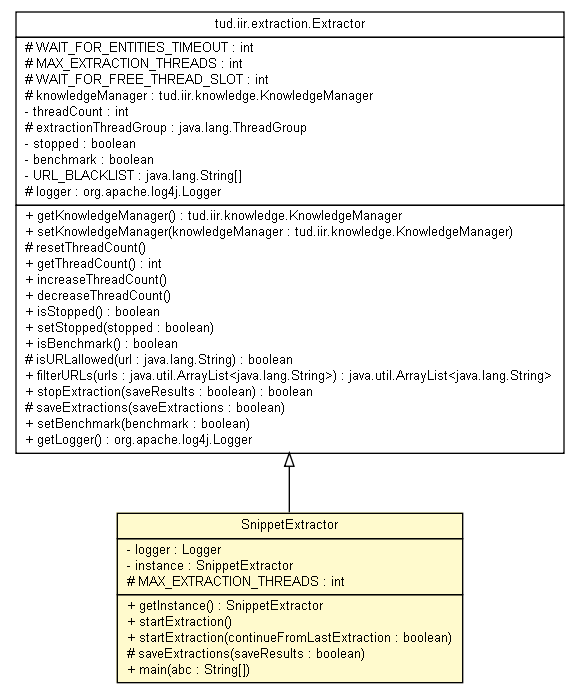 tud.iir.extraction.Extractor
# WAIT_FOR_ENTITIES_TIMEOUT : int
# MAX_EXTRACTION_THREADS : int
# WAIT_FOR_FREE_THREAD_SLOT : int
# knowledgeManager : tud.iir.knowledge.KnowledgeManager
- threadCount : int
# extractionThreadGroup : java.lang.ThreadGroup
- stopped : boolean
- benchmark : boolean
- URL_BLACKLIST : java.lang.String[]
# logger : org.apache.log4j.Logger
+ getKnowledgeManager() : tud.iir.knowledge.KnowledgeManager
+ setKnowledgeManager(knowledgeManager : tud.iir.knowledge.KnowledgeManager)
# resetThreadCount()
+ getThreadCount() : int
+ increaseThreadCount()
+ decreaseThreadCount()
+ isStopped() : boolean
+ setStopped(stopped : boolean)
+ isBenchmark() : boolean
# isURLallowed(url : java.lang.String) : boolean
+ filterURLs(urls : java.util.ArrayList<java.lang.String>) : java.util.ArrayList<java.lang.String>
+ stopExtraction(saveResults : boolean) : boolean
# saveExtractions(saveExtractions : boolean)
+ setBenchmark(benchmark : boolean)
+ getLogger() : org.apache.log4j.Logger
SnippetExtractor
- logger : Logger
- instance : SnippetExtractor
# MAX_EXTRACTION_THREADS : int
+ getInstance() : SnippetExtractor
+ startExtraction()
+ startExtraction(continueFromLastExtraction : boolean)
# saveExtractions(saveResults : boolean)
+ main(abc : String[])